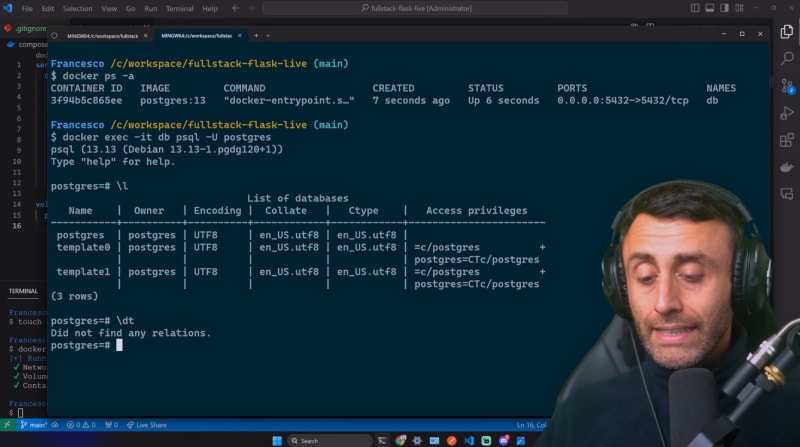 File Edit Selection View Go Run Terminal Help
fullstack-flask-live [Administrator]
.gitignore
MINGW64:/c/workspace/fullstac
MINGW64:/c/workspace/fullstac
compose
Francesco /c/workspace/fullstack-flask-live (main)
$ docker ps -a
CONTAINER ID IMAGE COMMAND CREATED STATUS PORTS NAMES
3f94b5c865ee postgres:13 "docker-entrypoint.s…" 7 seconds ago Up 6 seconds 0.0.0.0:5432->5432/tcp db
Francesco /c/workspace/fullstack-flask-live (main)
$ docker exec -it db psql -U postgres
psql (13.13 (Debian 13.13-1.pgdg120+1))
Type "help" for help.
postgres=# \l
List of databases
Name | Owner | Encoding | Collate | Ctype | Access privileges
-----------+----------+----------+------------+------------+-----------------------
postgres | postgres | UTF8 | en_US.utf8 | en_US.utf8 |
template0 | postgres | UTF8 | en_US.utf8 | en_US.utf8 | =c/postgres +
| | | | | postgres=CTc/postgres
template1 | postgres | UTF8 | en_US.utf8 | en_US.utf8 | =c/postgres +
| | | | | postgres=CTc/postgres
(3 rows)
postgres=# \dt
Did not find any relations.
postgres=#
TERMINAL
Francesc
$ touch
Francesc
$ docker
[+] Runn
✓ Netwo
✓ Volum
✓ Conta
Francesc
$
main*
0 0
0
Live Share
Ln 16, Col
Search